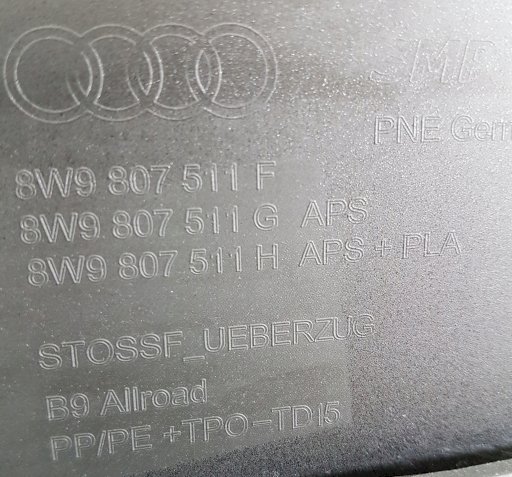 SMP
PNE Germ
8W9 807 511 F
8W9 807 511 G APS
8W9 807 511 H APS + PLA
STOSSF_UEBERZUG
B9 Allroad
PP/PE +TPO-TD15